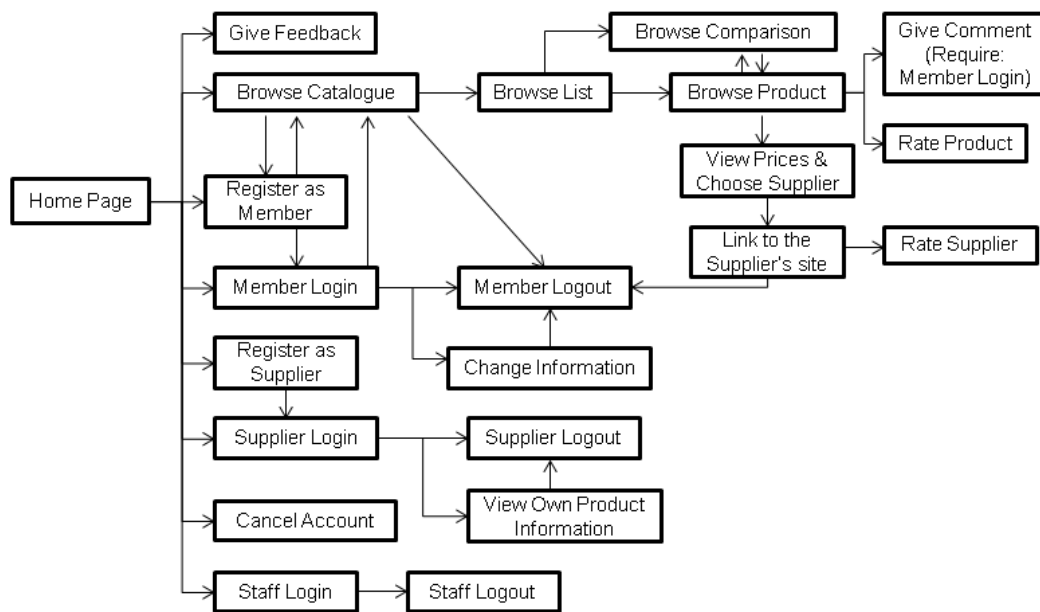 Give Feedback
Browse Comparison
Give Comment
(Require:
Member Login)
Browse Catalogue
Browse List
Browse Product
Rate Product
View Prices &
Choose Supplier
Home Page
Register as
Member
Link to the
Supplier's site
Rate Supplier
Member Login
Member Logout
Register as
Supplier
Change Information
Supplier Login
Supplier Logout
View Own Product
Information
Cancel Account
Staff Login
Staff Logout